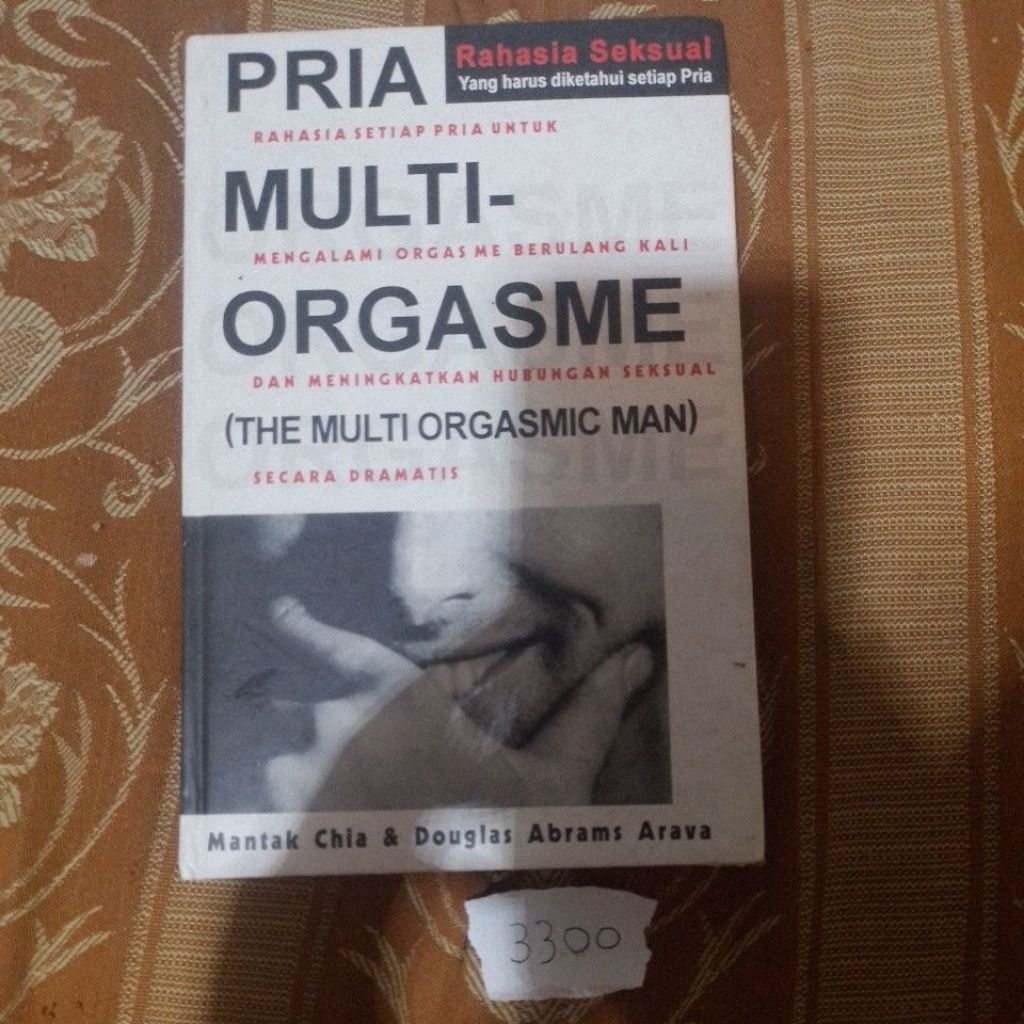 PRIA
Rahasia Seksual
Yang harus diketahui setiap Pria
RAHASIA SETIAP PRIA UNTUK
MULTI-
MENGALAMI ORGASME BERULANG KALI
ORGASME
DAN MENINGKATKAN HUBUNGAN SEKSUAL
(THE MULTI ORGASMIC MAN)
SECARA DRAMATIS
Mantak Chia & Douglas Abrams Arava
3300